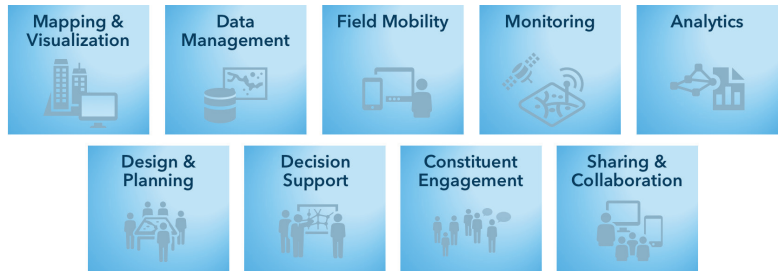 Mapping &
Visualization
Data
Management
Field Mobility
Monitoring
Analytics
Design &
Planning
Decision
Support
Constituent
Engagement
Sharing &
Collaboration